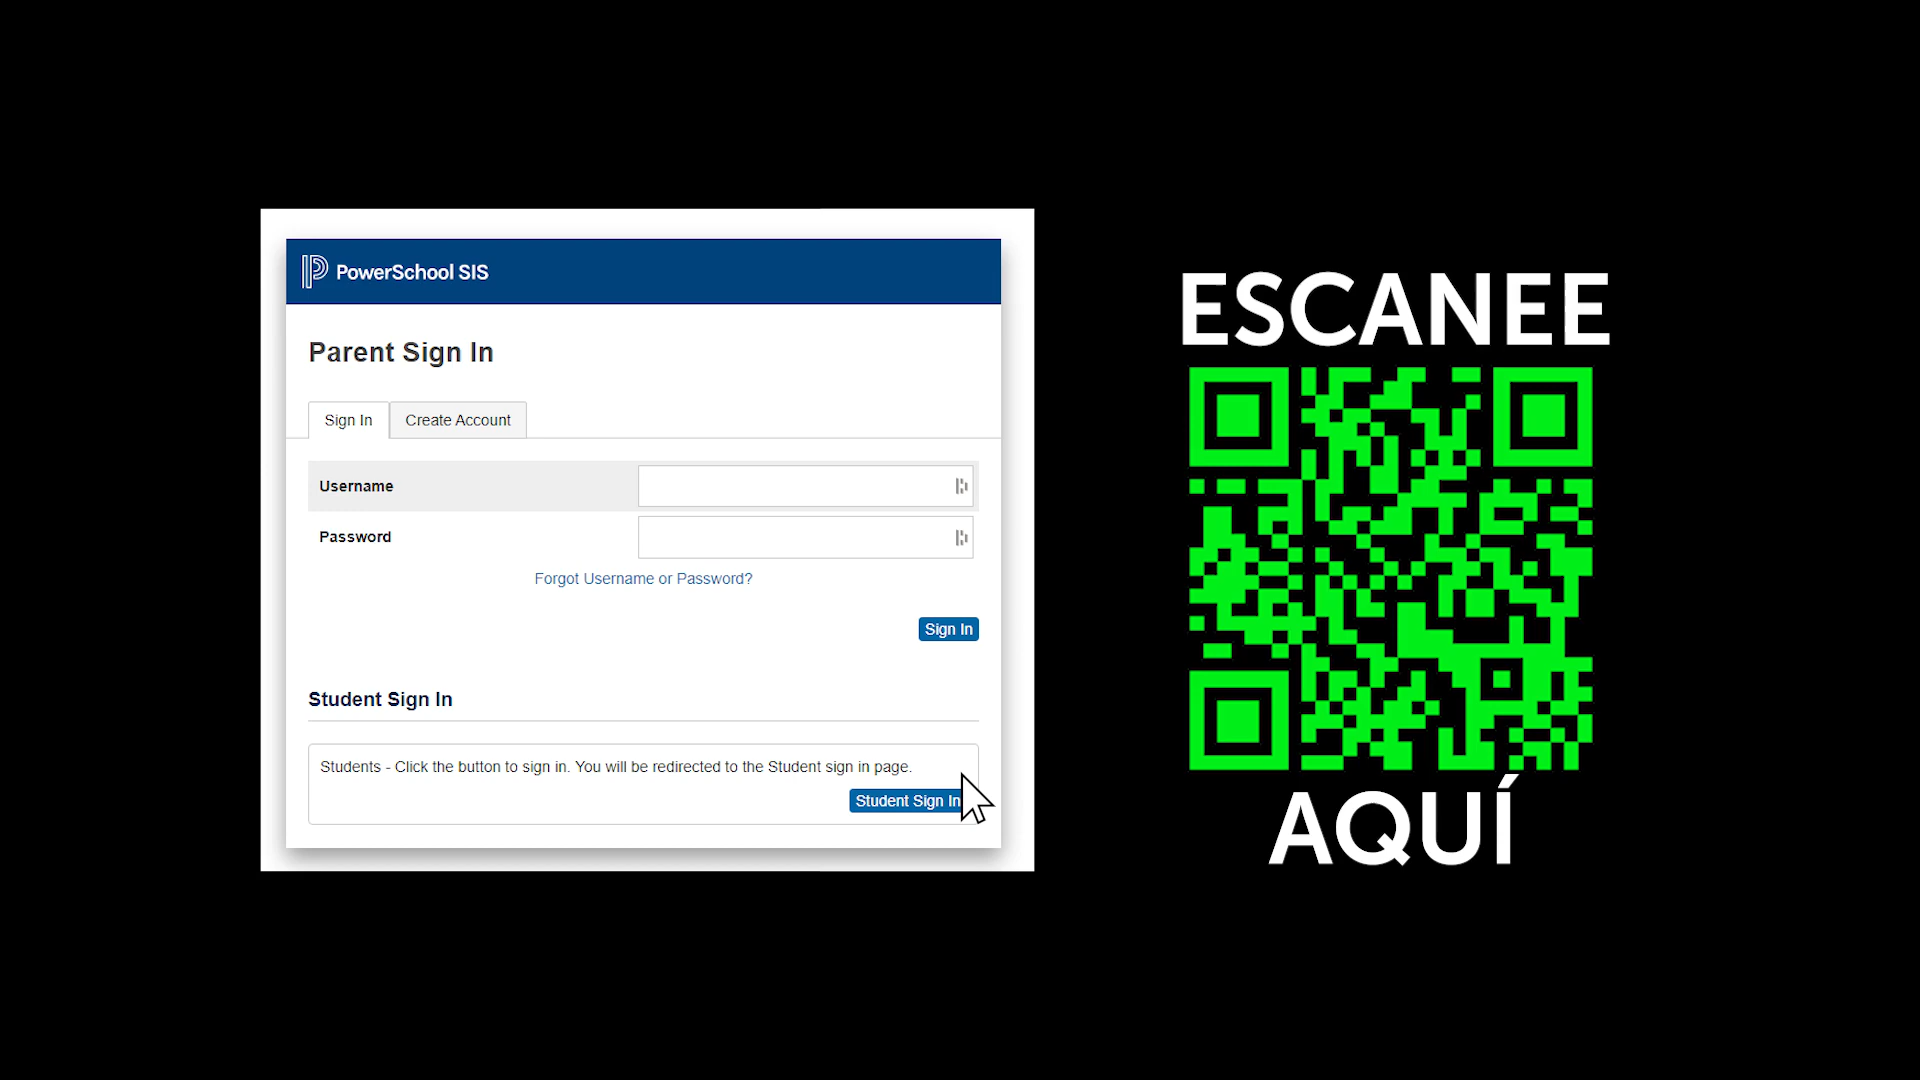 PowerSchool SIS
Parent Sign In
Sign In
Create Account
Username
Password
Forgot Username or Password?
Sign In
Student Sign In
Students - Click the button to sign in. You will be redirected to the Student sign in page.
Student Sign In
ESCANEE
AQUÍ